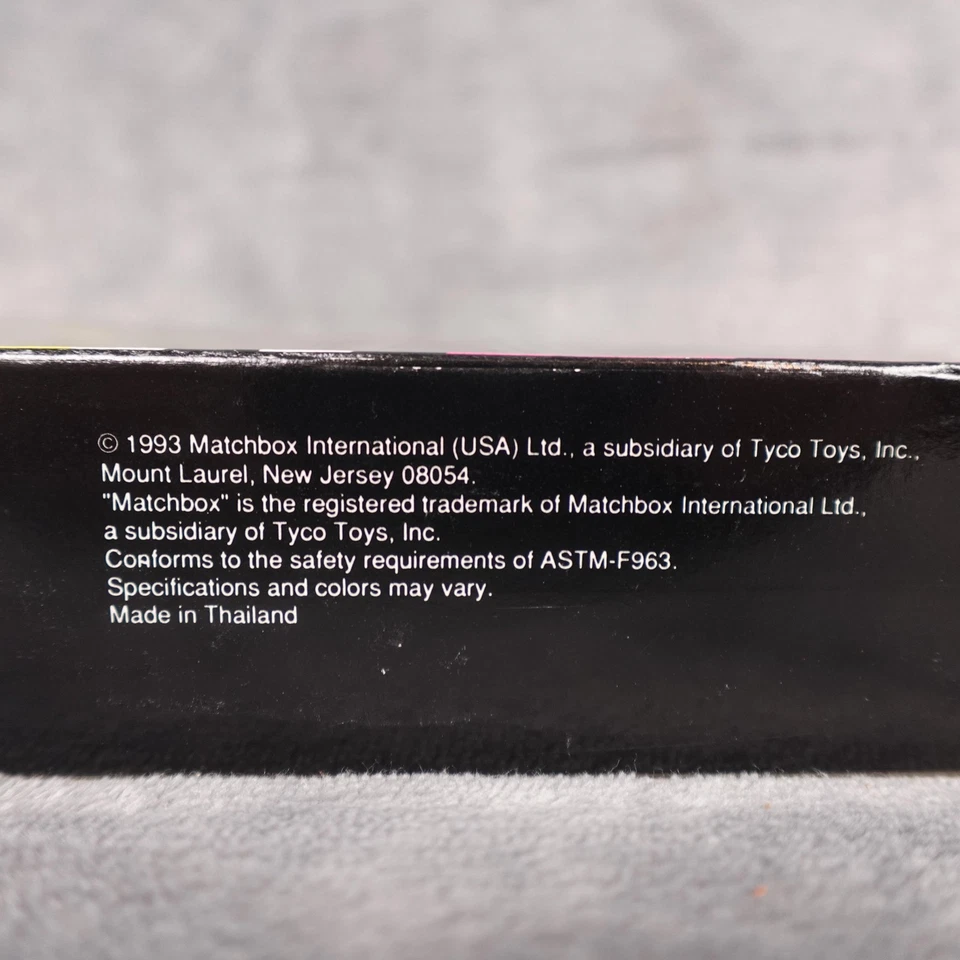 © 1993 Matchbox International (USA) Ltd., a subsidiary of Tyco Toys, Inc.,
Mount Laurel, New Jersey 08054.
"Matchbox" is the registered trademark of Matchbox International Ltd.,
a subsidiary of Tyco Toys, Inc.
Conforms to the safety requirements of ASTM-F963.
Specifications and colors may vary.
Made in Thailand